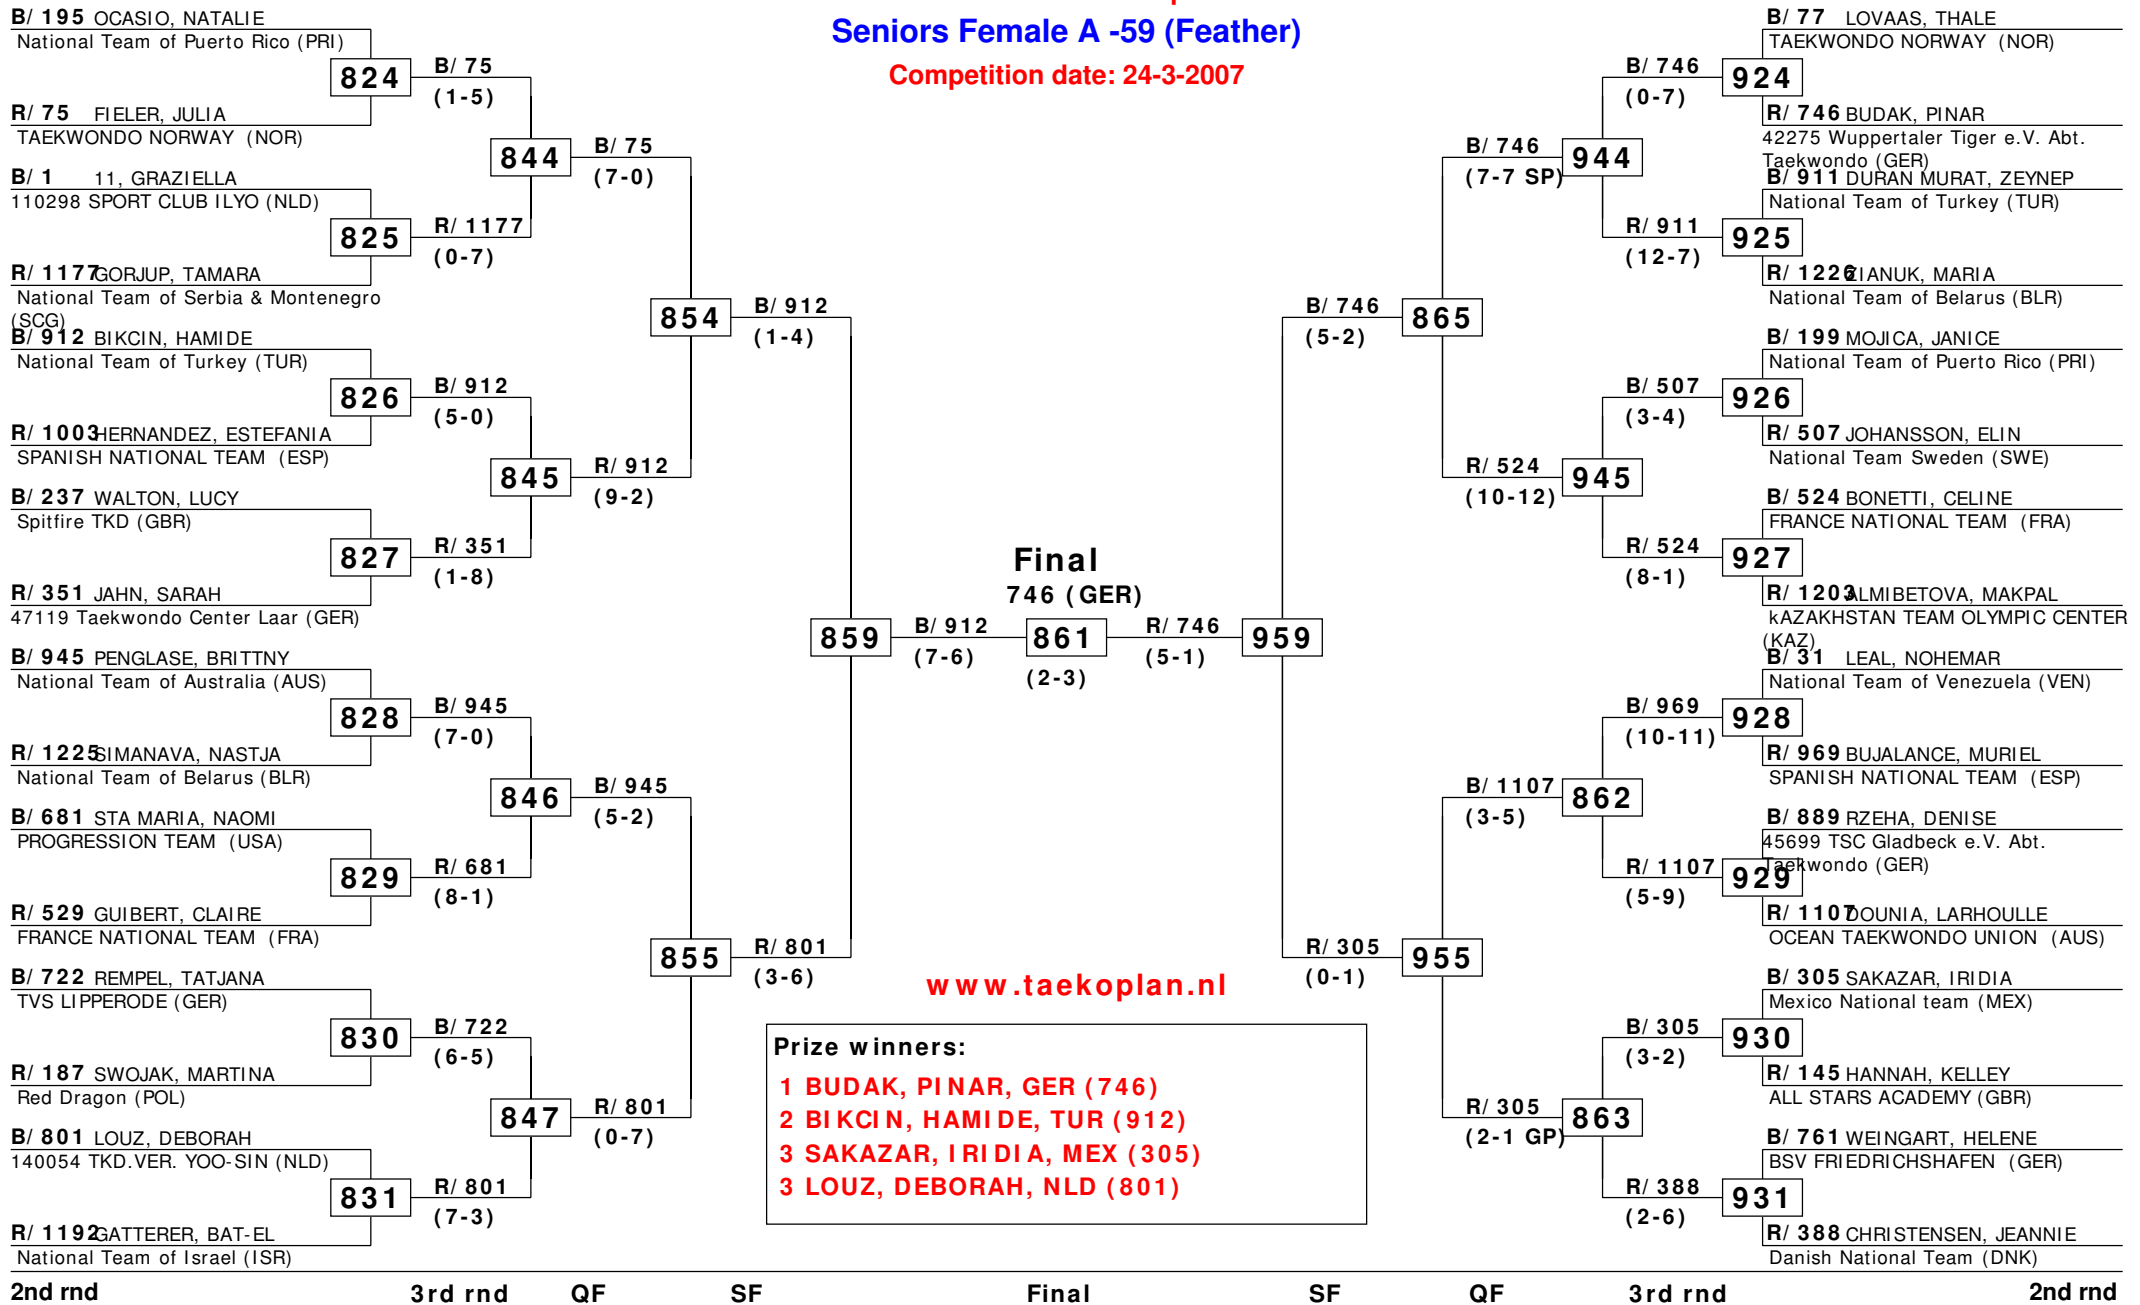 Seniors Female A -59 (Feather)
Competition date: 24-3-2007
B/ 195 OCASIO, NATALIE
National Team of Puerto Rico (PRI)
824
R/ 75 FIELER, JULIA
TAEKWONDO NORWAY (NOR)
B/ 1 11, GRAZIELLA
110298 SPORT CLUB ILYO (NLD)
825
R/ 1177 GORJUP, TAMARA
National Team of Serbia & Montenegro
(SCG)
B/ 912 BIKCIN, HAMIDE
National Team of Turkey (TUR)
826
R/ 1003 HERNANDEZ, ESTEFANIA
SPANISH NATIONAL TEAM (ESP)
B/ 237 WALTON, LUCY
Spitfire TKD (GBR)
827
R/ 351 JAHN, SARAH
47119 Taekwondo Center Laar (GER)
B/ 945 PENGLASE, BRITTNY
National Team of Australia (AUS)
828
R/ 1225 SIMANAVA, NASTJA
National Team of Belarus (BLR)
B/ 681 STA MARIA, NAOMI
PROGRESSION TEAM (USA)
829
R/ 529 GUIBERT, CLAIRE
FRANCE NATIONAL TEAM (FRA)
B/ 722 REMPEL, TATJANA
TVS LIPPERODE (GER)
830
R/ 187 SWOJAK, MARTINA
Red Dragon (POL)
B/ 801 LOUZ, DEBORAH
140054 TKD.VER. YOO-SIN (NLD)
831
R/ 1192 GATTERER, BAT-EL
National Team of Israel (ISR)
B/ 75
(1-5)
844
R/ 1177
(0-7)
B/ 912
(5-0)
845
R/ 351
(1-8)
B/ 945
(7-0)
846
R/ 681
(8-1)
B/ 722
(6-5)
847
R/ 801
(7-3)
B/ 75
(7-0)
854
R/ 912
(9-2)
B/ 945
(5-2)
855
R/ 801
(0-7)
B/ 912
(1-4)
859
R/ 801
(3-6)
Final
746 (GER)
B/ 912
(7-6)
861
(2-3)
R/ 746
(5-1)
www.taekoplan.nl
Prize winners:
1 BUDAK, PINAR, GER (746)
2 BIKCIN, HAMIDE, TUR (912)
3 SAKAZAR, IRIDIA, MEX (305)
3 LOUZ, DEBORAH, NLD (801)
B/ 746
(5-2)
959
R/ 305
(0-1)
B/ 746
(7-7 SP)
865
R/ 524
(10-12)
B/ 1107
(3-5)
955
R/ 305
(2-1 GP)
B/ 746
(0-7)
944
R/ 911
(12-7)
B/ 507
(3-4)
945
R/ 524
(8-1)
B/ 969
(10-11)
862
R/ 1107
(5-9)
B/ 305
(3-2)
863
R/ 388
(2-6)
B/ 77 LOVAAS, THALE
TAEKWONDO NORWAY (NOR)
924
R/ 746 BUDAK, PINAR
42275 Wuppertaler Tiger e.V. Abt.
Taekwondo (GER)
B/ 911 DURAN MURAT, ZEYNEP
National Team of Turkey (TUR)
925
R/ 1226 ZIANUK, MARIA
National Team of Belarus (BLR)
B/ 199 MOJICA, JANICE
National Team of Puerto Rico (PRI)
926
R/ 507 JOHANSSON, ELIN
National Team Sweden (SWE)
B/ 524 BONETTI, CELINE
FRANCE NATIONAL TEAM (FRA)
927
R/ 1203 ALMIBETOVA, MAKPAL
kAZAKHSTAN TEAM OLYMPIC CENTER
(KAZ)
B/ 31 LEAL, NOHEMAR
National Team of Venezuela (VEN)
928
R/ 969 BUJALANCE, MURIEL
SPANISH NATIONAL TEAM (ESP)
B/ 889 RZEHA, DENISE
45699 TSC Gladbeck e.V. Abt.
Taekwondo (GER)
929
R/ 1107 DOUNIA, LARHOULLE
OCEAN TAEKWONDO UNION (AUS)
B/ 305 SAKAZAR, IRIDIA
Mexico National team (MEX)
930
R/ 145 HANNAH, KELLEY
ALL STARS ACADEMY (GBR)
B/ 761 WEINGART, HELENE
BSV FRIEDRICHSHAFEN (GER)
931
R/ 388 CHRISTENSEN, JEANNIE
Danish National Team (DNK)
2nd rnd 3rd rnd QF SF Final SF QF 3rd rnd 2nd rnd